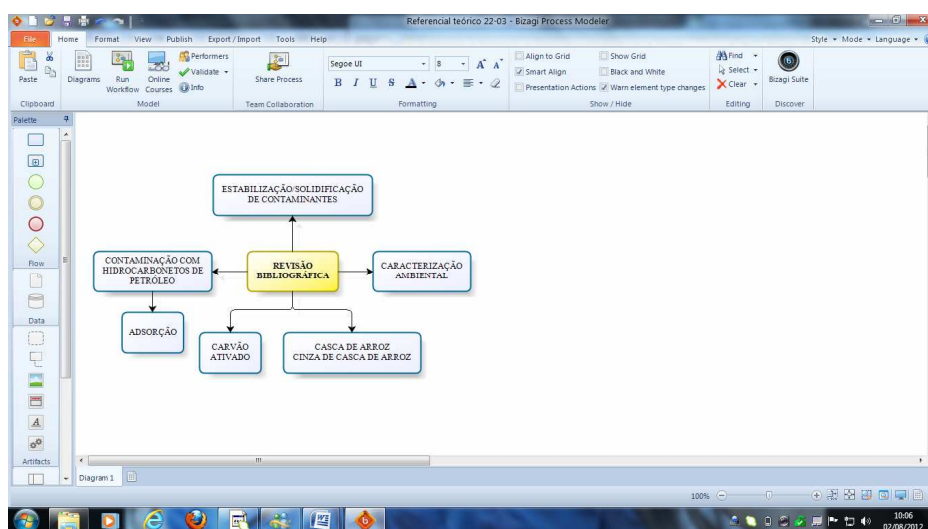 Referencial teórico 22-03 - Bizagi Process Modeler
File Home Format View Publish Export / Import Tools Help
Style Mode Language
Paste
Clipboard
Diagrams
Run Workflow
Online Courses
Performers
Validate
Info
Model
Share Process
Team Collaboration
Segoe UI 8 A A
B I U S A
Formatting
Align to Grid
Smart Align
Presentation Actions
Show Grid
Black and White
Warn element type changes
Show / Hide
Find
Select
Clear
Editing
Bizagi Suite
Discover
Palette
Flow
Data
A
Artifacts
ESTABILIZAÇÃO/SOLIDIFICAÇÃO
DE CONTAMINANTES
CONTAMINAÇÃO COM
HIDROCARBONETOS DE
PETRÓLEO
REVISÃO
BIBLIOGRÁFICA
CARACTERIZAÇÃO
AMBIENTAL
ADSORÇÃO
CARVÃO
ATIVADO
CASCA DE ARROZ
CINZA DE CASCA DE ARROZ
Diagram 1
100%
10:06
02/08/2012